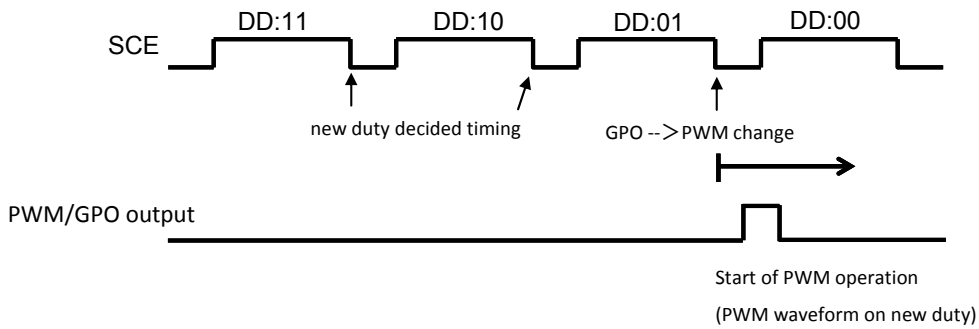 DD:11 DD:10 DD:01 DD:00
SCE
new duty decided timing
GPO -->PWM change
PWM/GPO output
Start of PWM operation
(PWM waveform on new duty)